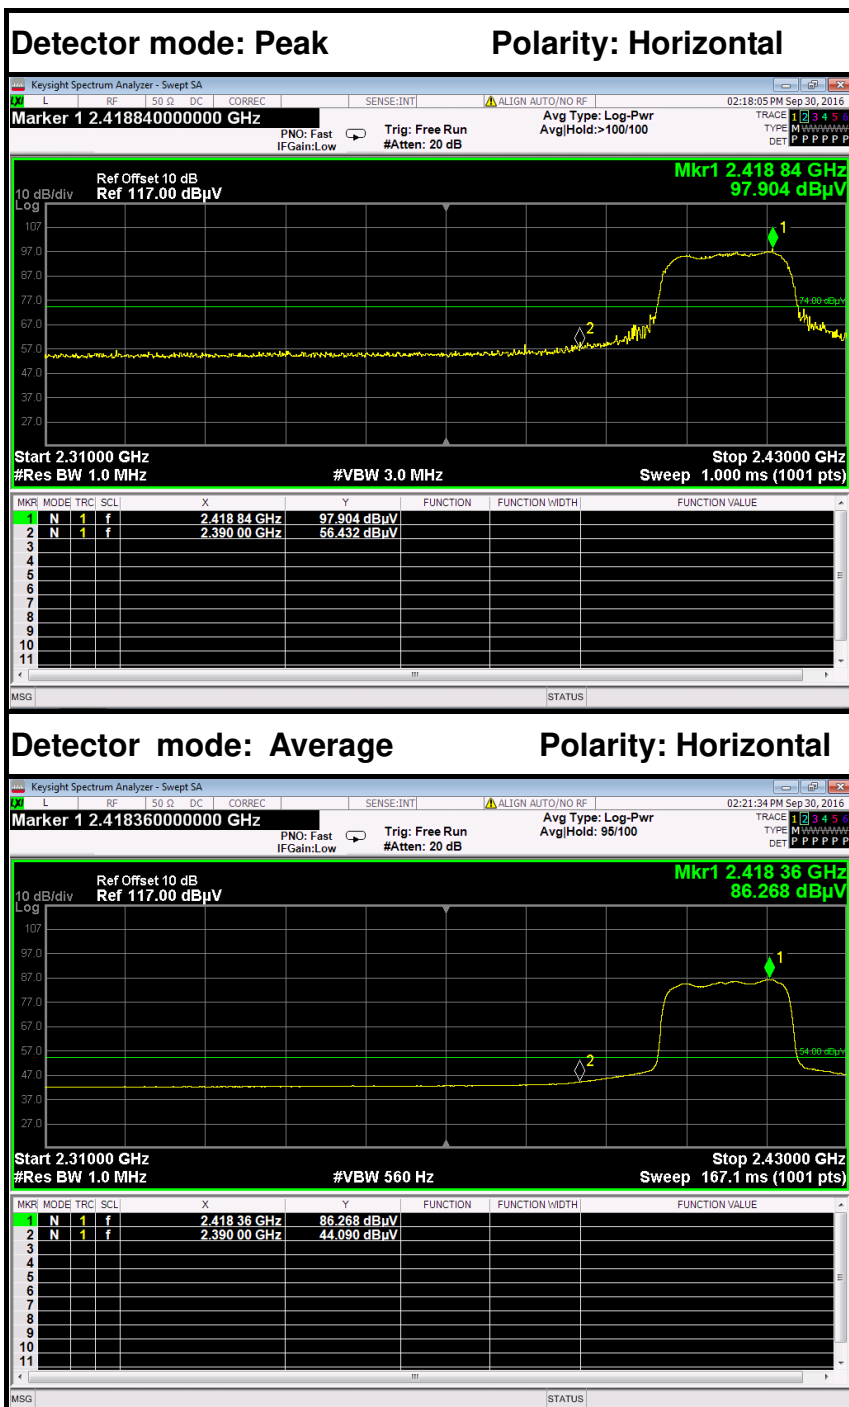 Detector mode: Peak Polarity: Horizontal
Keysight Spectrum Analyzer - Swept SA
LXI L RF 50 Ω DC CORREC SENSE:INT ALIGN AUTO/NO RF 02:18:05 PM Sep 30, 2016
Marker 1 2.418840000000 GHz
PNO: Fast
IFGain:Low
Trig: Free Run
#Atten: 20 dB
Avg Type: Log-Pwr
Avg|Hold:>100/100
TRACE 1 2 3 4 5 6
TYPE M W W W W W
DET P P P P P P
Mkr1 2.418 84 GHz
97.904 dBµV
Ref Offset 10 dB
10 dB/div Ref 117.00 dBµV
Log
107
97.0
87.0
77.0
67.0
57.0
47.0
37.0
27.0
1
2
74.00 dBµV
Start 2.31000 GHz Stop 2.43000 GHz
#Res BW 1.0 MHz #VBW 3.0 MHz Sweep 1.000 ms (1001 pts)
MKR MODE TRC SCL X Y FUNCTION FUNCTION WIDTH FUNCTION VALUE
1 N 1 f 2.418 84 GHz 97.904 dBµV
2 N 1 f 2.390 00 GHz 56.432 dBµV
3
4
5
6
7
8
9
10
11
MSG STATUS
Detector mode: Average Polarity: Horizontal
Keysight Spectrum Analyzer - Swept SA
LXI L RF 50 Ω DC CORREC SENSE:INT ALIGN AUTO/NO RF 02:21:34 PM Sep 30, 2016
Marker 1 2.418360000000 GHz
PNO: Fast
IFGain:Low
Trig: Free Run
#Atten: 20 dB
Avg Type: Log-Pwr
Avg|Hold: 95/100
TRACE 1 2 3 4 5 6
TYPE M W W W W W
DET P P P P P P
Mkr1 2.418 36 GHz
86.268 dBµV
Ref Offset 10 dB
10 dB/div Ref 117.00 dBµV
Log
107
97.0
87.0
77.0
67.0
57.0
47.0
37.0
27.0
1
2
54.00 dBµV
Start 2.31000 GHz Stop 2.43000 GHz
#Res BW 1.0 MHz #VBW 560 Hz Sweep 167.1 ms (1001 pts)
MKR MODE TRC SCL X Y FUNCTION FUNCTION WIDTH FUNCTION VALUE
1 N 1 f 2.418 36 GHz 86.268 dBµV
2 N 1 f 2.390 00 GHz 44.090 dBµV
3
4
5
6
7
8
9
10
11
MSG STATUS